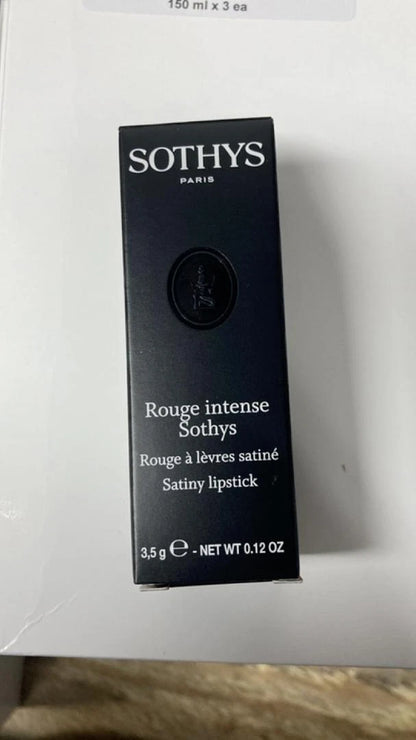 150 ml x 3 ea
SOTHYS
PARIS
Rouge intense
Sothys
Rouge à lèvres satiné
Satiny lipstick
3,5 g ℮ - NET WT 0.12 OZ